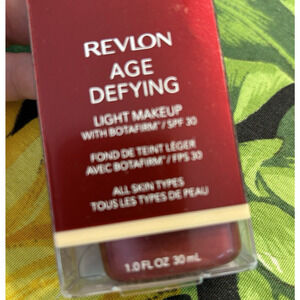 REVLON
AGE
DEFYING
LIGHT MAKEUP
WITH BOTAFIRM™/ SPF 30
FOND DE TEINT LÉGER
AVEC BOTAFIRM™/ FPS 30
ALL SKIN TYPES
TOUS LES TYPES DE PEAU
1.0 FL OZ 30 mL